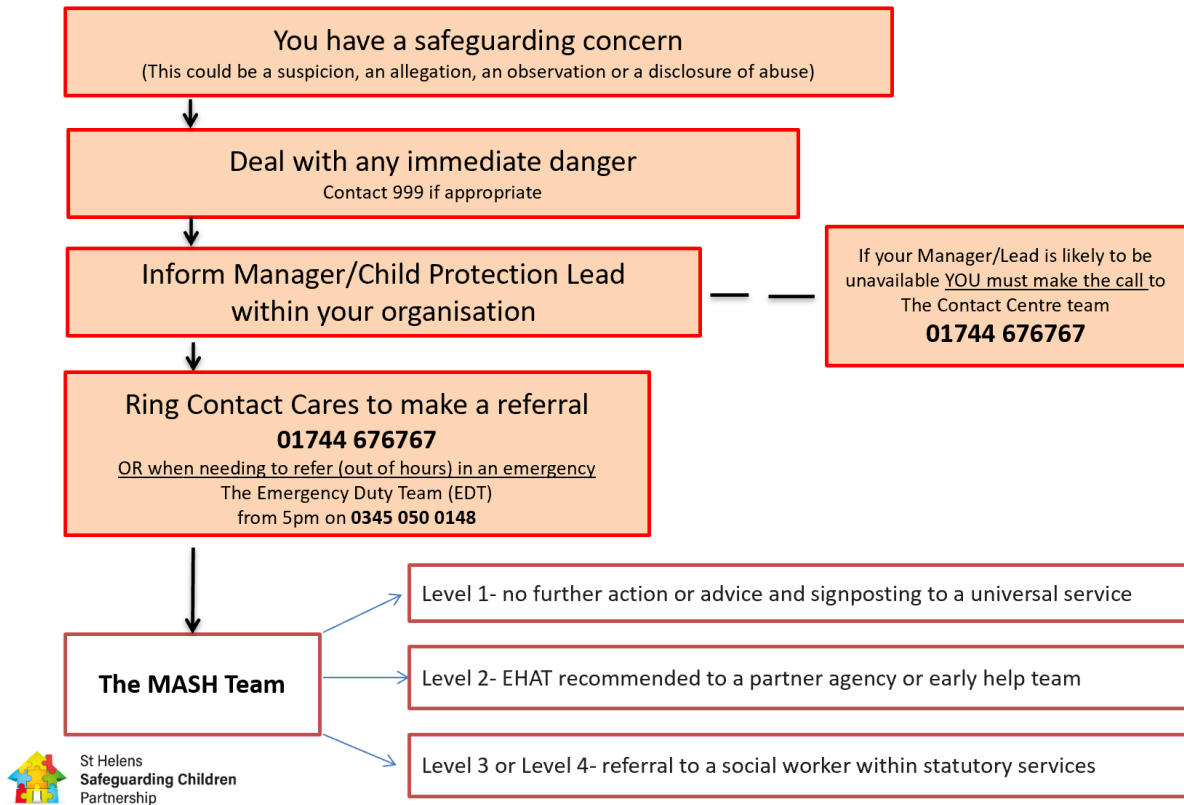 You have a safeguarding concern
(This could be a suspicion, an allegation, an observation or a disclosure of abuse)
Deal with any immediate danger
Contact 999 if appropriate
Inform Manager/Child Protection Lead
within your organisation
If your Manager/Lead is likely to be
unavailable YOU must make the call to
The Contact Centre team
01744 676767
Ring Contact Cares to make a referral
01744 676767
OR when needing to refer (out of hours) in an emergency
The Emergency Duty Team (EDT)
from 5pm on 0345 050 0148
The MASH Team
Level 1- no further action or advice and signposting to a universal service
Level 2- EHAT recommended to a partner agency or early help team
Level 3 or Level 4- referral to a social worker within statutory services
St Helens
Safeguarding Children
Partnership